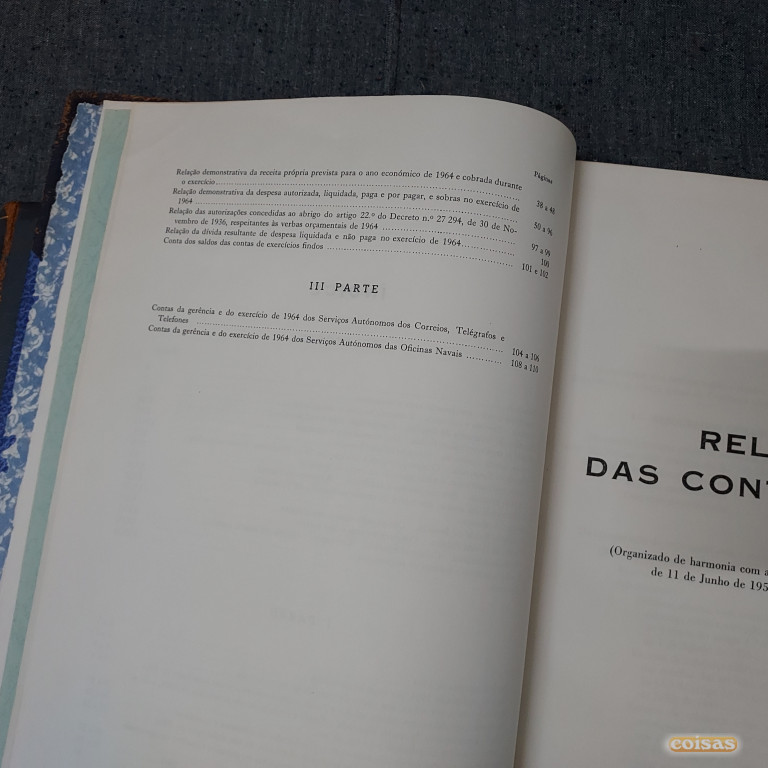 Páginas
Relação demonstrativa da receita própria prevista para o ano económico de 1964 e cobrada durante
o exercício ........ 38 a 48
Relação demonstrativa da despesa autorizada, liquidada, paga e por pagar, e sobras no exercício de
1964 ........ 50 a 96
Relação das autorizações concedidas ao abrigo do artigo 22.º do Decreto n.º 27 294, de 30 de No-
vembro de 1936, respeitantes às verbas orçamentais de 1964 ........ 97 a 99
Relação da dívida resultante de despesa liquidada e não paga no exercício de 1964 ........ 100
Conta dos saldos das contas de exercícios findos ........ 101 e 102
III PARTE
Contas da gerência e do exercício de 1964 dos Serviços Autónomos dos Correios, Telégrafos e
Telefones ........ 104 a 106
Contas da gerência e do exercício de 1964 dos Serviços Autónomos das Oficinas Navais ........ 108 a 110
REL
DAS CONT
(Organizado de harmonia com a
de 11 de Junho de 195
coisas